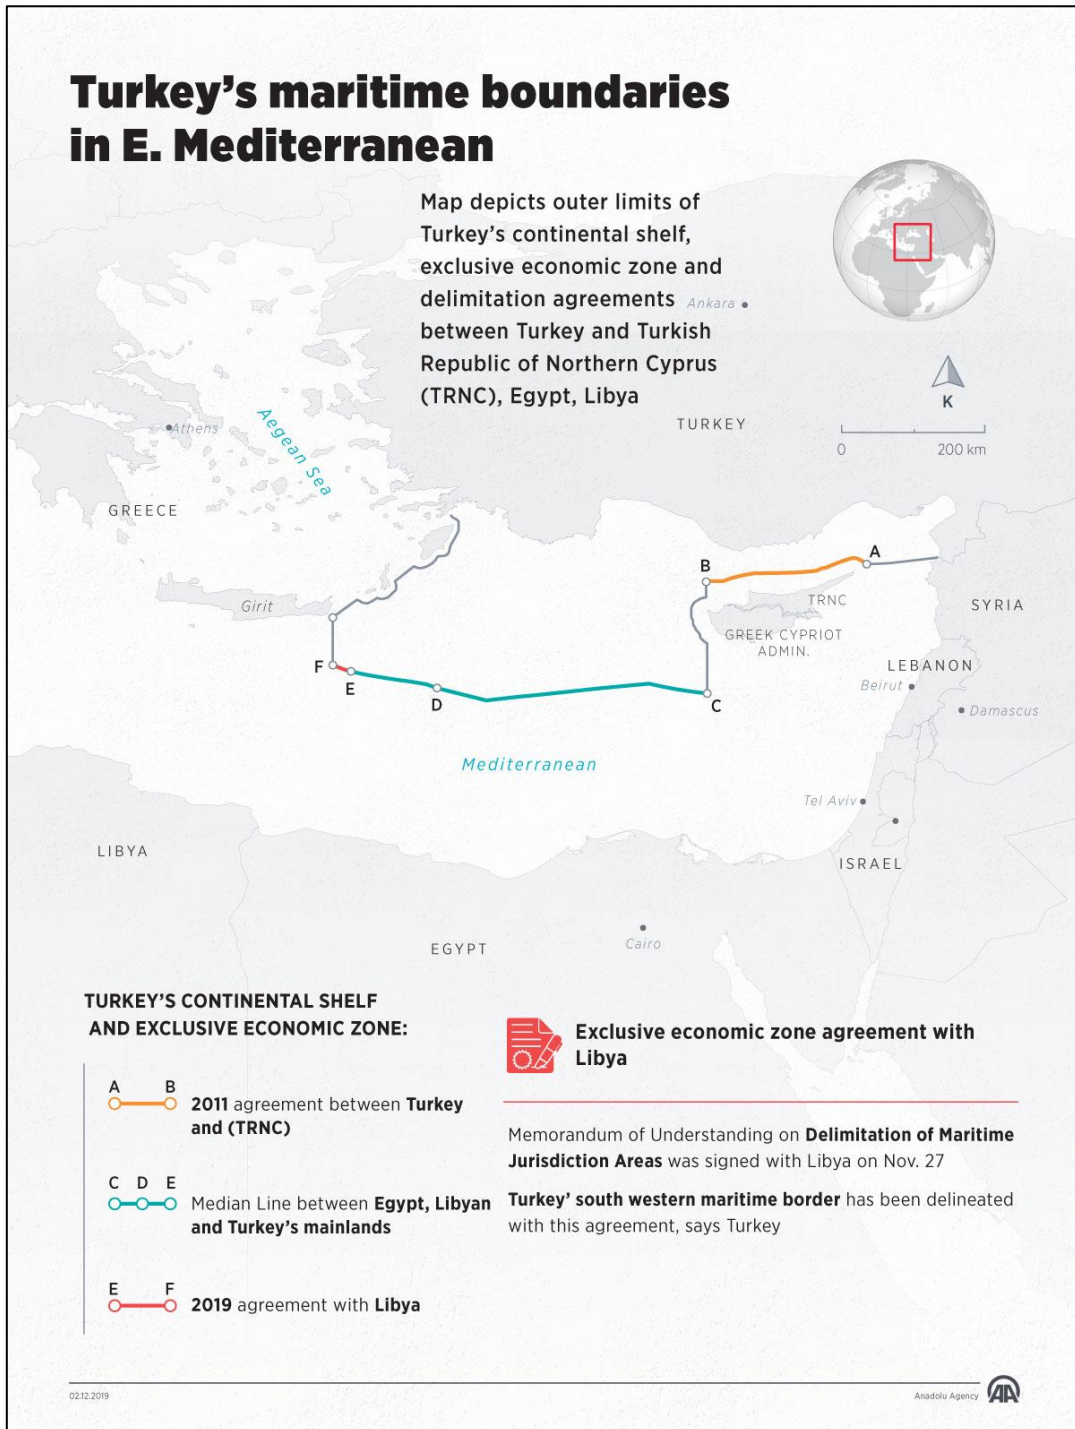 Turkey's maritime boundaries
in E. Mediterranean
Map depicts outer limits of
Turkey's continental shelf,
exclusive economic zone and
delimitation agreements
between Turkey and Turkish
Republic of Northern Cyprus
(TRNC), Egypt, Libya
Ankara
K
0
200 km
TURKEY
Athens
Aegean Sea
GREECE
Girit
A
B
TRNC
GREEK CYPRIOT
ADMIN.
SYRIA
LEBANON
Beirut
Damascus
F
E
D
C
Mediterranean
Tel Aviv
ISRAEL
LIBYA
EGYPT
Cairo
TURKEY'S CONTINENTAL SHELF
AND EXCLUSIVE ECONOMIC ZONE:
A B
2011 agreement between Turkey
and (TRNC)
C D E
Median Line between Egypt, Libyan
and Turkey's mainlands
E F
2019 agreement with Libya
Exclusive economic zone agreement with
Libya
Memorandum of Understanding on Delimitation of Maritime
Jurisdiction Areas was signed with Libya on Nov. 27
Turkey' south western maritime border has been delineated
with this agreement, says Turkey
02.12.2019
Anadolu Agency
AA